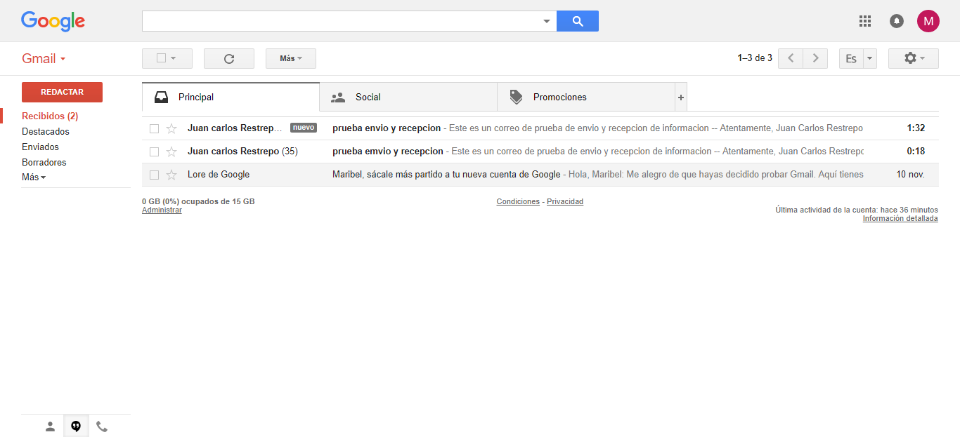 Google
M
Gmail
Más
1–3 de 3
Es
REDACTAR
Recibidos (2)
Destacados
Enviados
Borradores
Más
Principal
Social
Promociones
+
Juan carlos Restrep... nuevo prueba envio y recepcion - Este es un correo de prueba de envio y recepcion de informacion -- Atentamente, Juan Carlos Restrepo 1:32
Juan carlos Restrepo (35) prueba emvio y recepcion - Este es un correo de prueba de envio y recepcion de informacion -- Atentamente, Juan Carlos Restrepo 0:18
Lore de Google Maribel, sácale más partido a tu nueva cuenta de Google - Hola, Maribel: Me alegro de que hayas decidido probar Gmail. Aquí tienes 10 nov.
0 GB (0%) ocupados de 15 GB
Administrar
Condiciones - Privacidad
Última actividad de la cuenta: hace 36 minutos
Información detallada